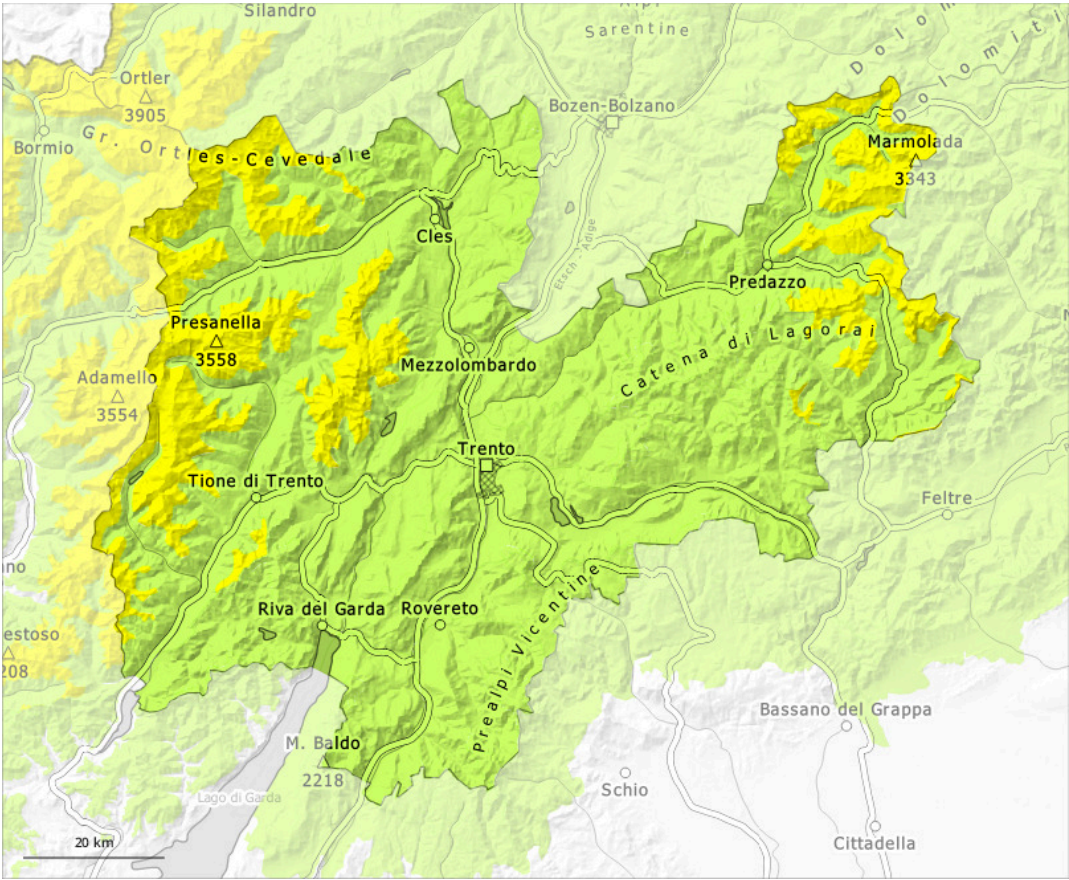 Silandro
Sarentine
Ortler
3905
Bozen-Bolzano
Bormio
Gr. Ortles-Cevedale
Dolomiti
Marmolada
3343
Cles
Etsch - Adige
Predazzo
Presanella
3558
Catena di Lagorai
Mezzolombardo
Adamello
3554
Trento
Tione di Trento
Feltre
Riva del Garda
Rovereto
Prealpi Vicentine
Bassano del Grappa
M. Baldo
2218
Schio
Lago di Garda
Cittadella
20 km